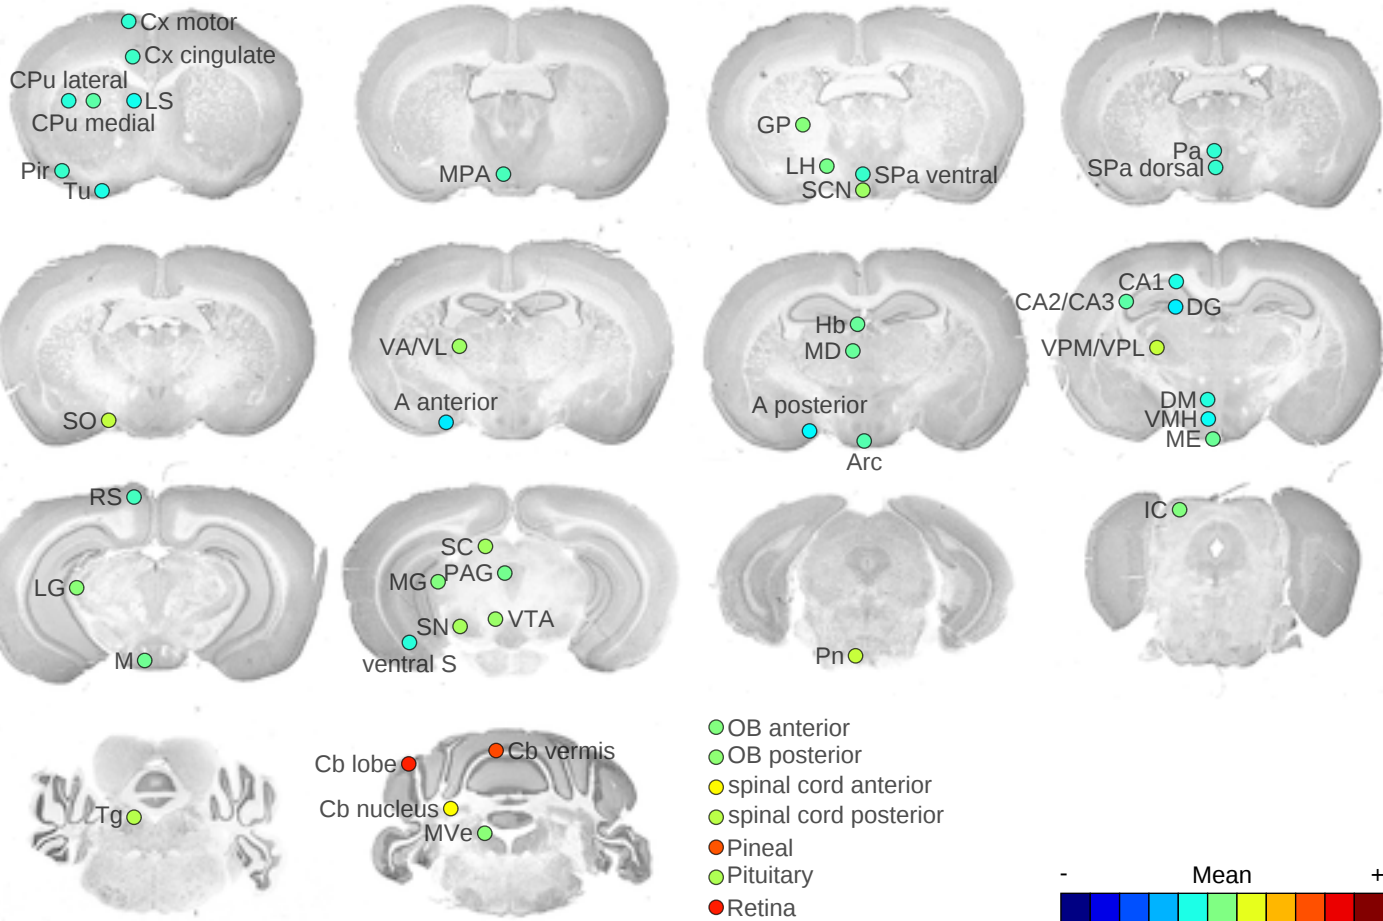 Cx motor
Cx cingulate
CPu lateral
LS
CPu medial
Pir
Tu
MPA
GP
LH
SPa ventral
SCN
Pa
SPa dorsal
SO
VA/VL
A anterior
Hb
MD
A posterior
Arc
CA1
CA2/CA3
DG
VPM/VPL
DM
VMH
ME
RS
LG
M
SC
MG
PAG
SN
VTA
ventral S
Pn
IC
Tg
Cb lobe
Cb vermis
Cb nucleus
MVe
OB anterior
OB posterior
spinal cord anterior
spinal cord posterior
Pineal
Pituitary
Retina
- Mean +